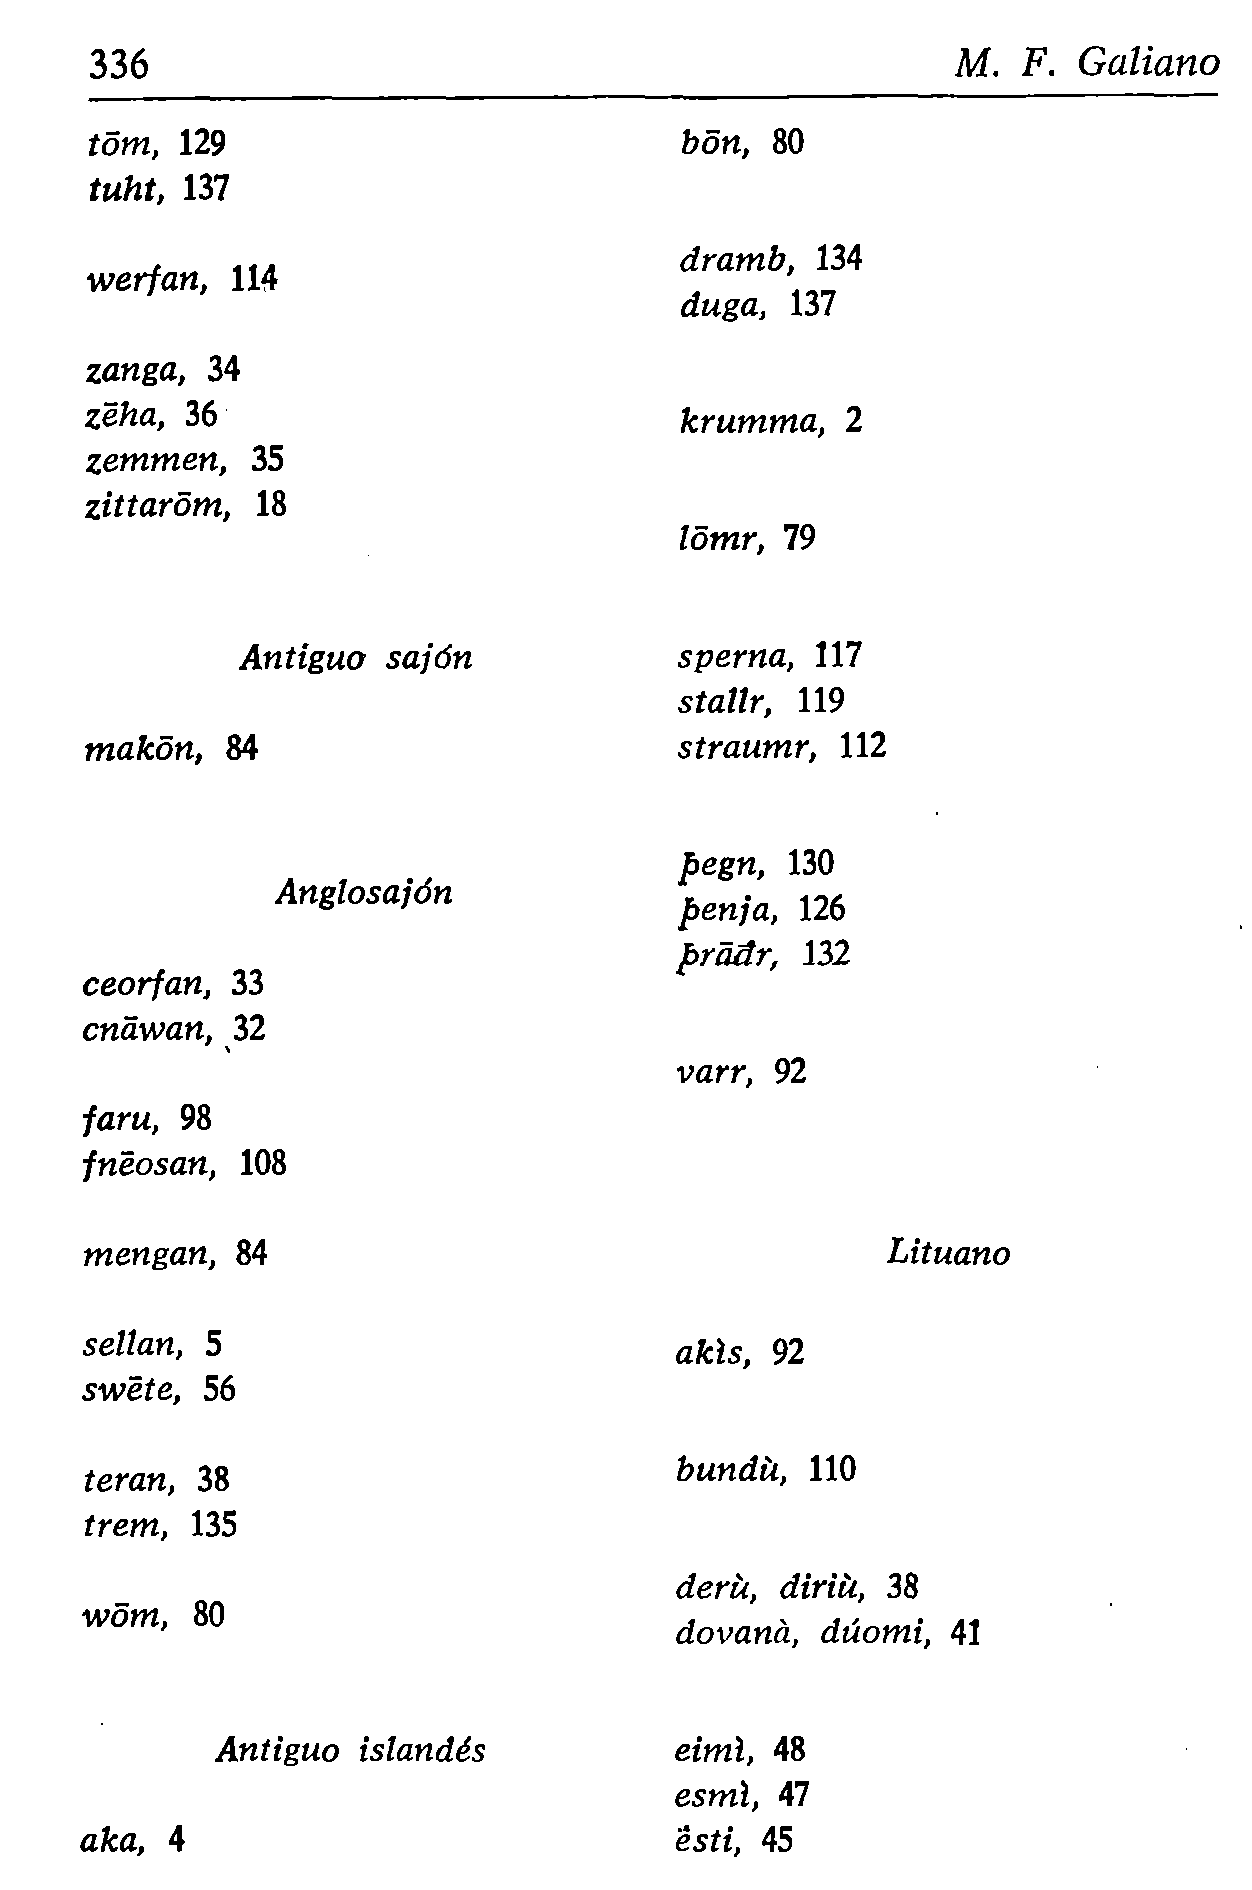 336
M. F. Galiano
tōm, 129
tuht, 137
werfan, 114
zanga, 34
zēha, 36
zemmen, 35
zittarōm, 18
Antiguo sajón
makōn, 84
Anglosajón
ceorfan, 33
cnāwan, 32
faru, 98
fnēosan, 108
mengan, 84
sellan, 5
swēte, 56
teran, 38
trem, 135
wōm, 80
Antiguo islandés
aka, 4
bōn, 80
dramb, 134
duga, 137
krumma, 2
lōmr, 79
sperna, 117
stallr, 119
straumr, 112
þegn, 130
þenja, 126
þrāđr, 132
varr, 92
Lituano
akìs, 92
bundù, 110
derù, diriù, 38
dovanà, dúomi, 41
eimì, 48
esmì, 47
ėsti, 45